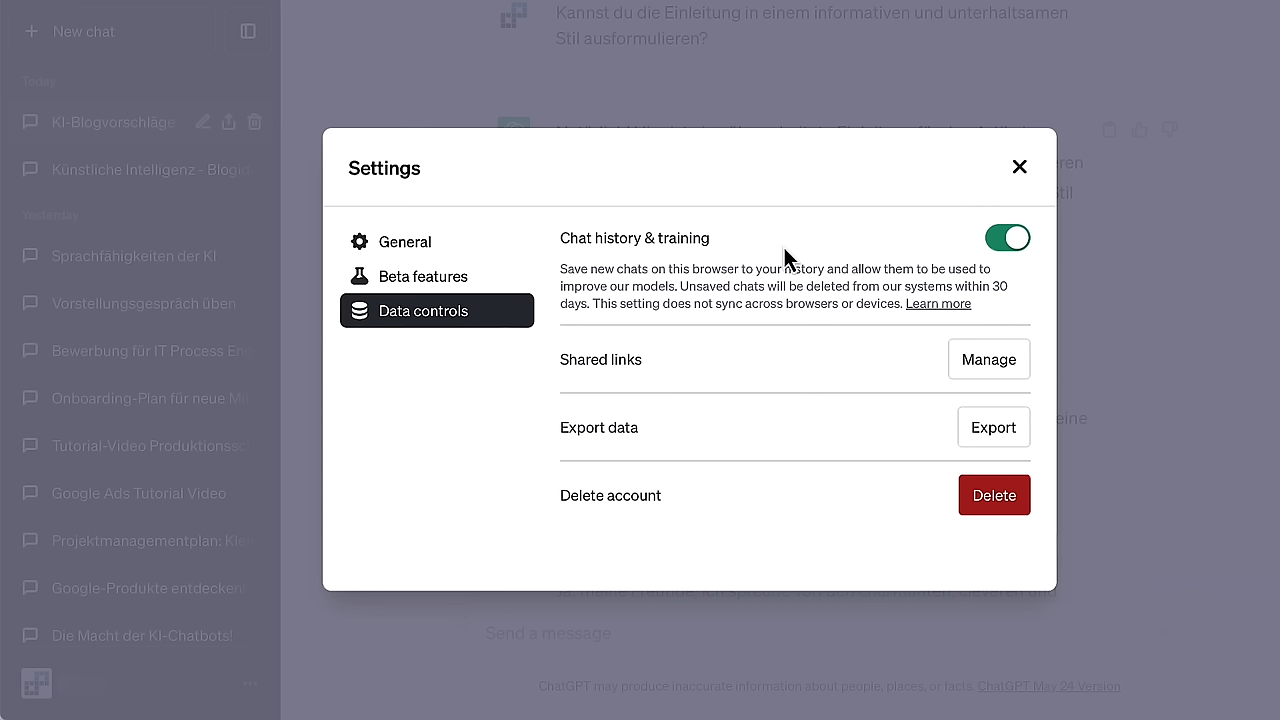 New chat
Today
KI-Blogvorschläge
Künstliche Intelligenz - Blogid
Yesterday
Sprachfähigkeiten der KI
Vorstellungsgespräch üben
Bewerbung für IT Process Eng
Onboarding-Plan für neue Mi
Tutorial-Video Produktionssc
Google Ads Tutorial Video
Projektmanagementplan: Kle
Google-Produkte entdecken:
Die Macht der KI-Chatbots!
Kannst du die Einleitung in einem informativen und unterhaltsamen
Stil ausformulieren?
Settings
General
Beta features
Data controls
Chat history & training
Save new chats on this browser to your history and allow them to be used to
improve our models. Unsaved chats will be deleted from our systems within 30
days. This setting does not sync across browsers or devices. Learn more
Shared links
Manage
Export data
Export
Delete account
Delete
Send a message
ChatGPT may produce inaccurate information about people, places, or facts. ChatGPT May 24 Version